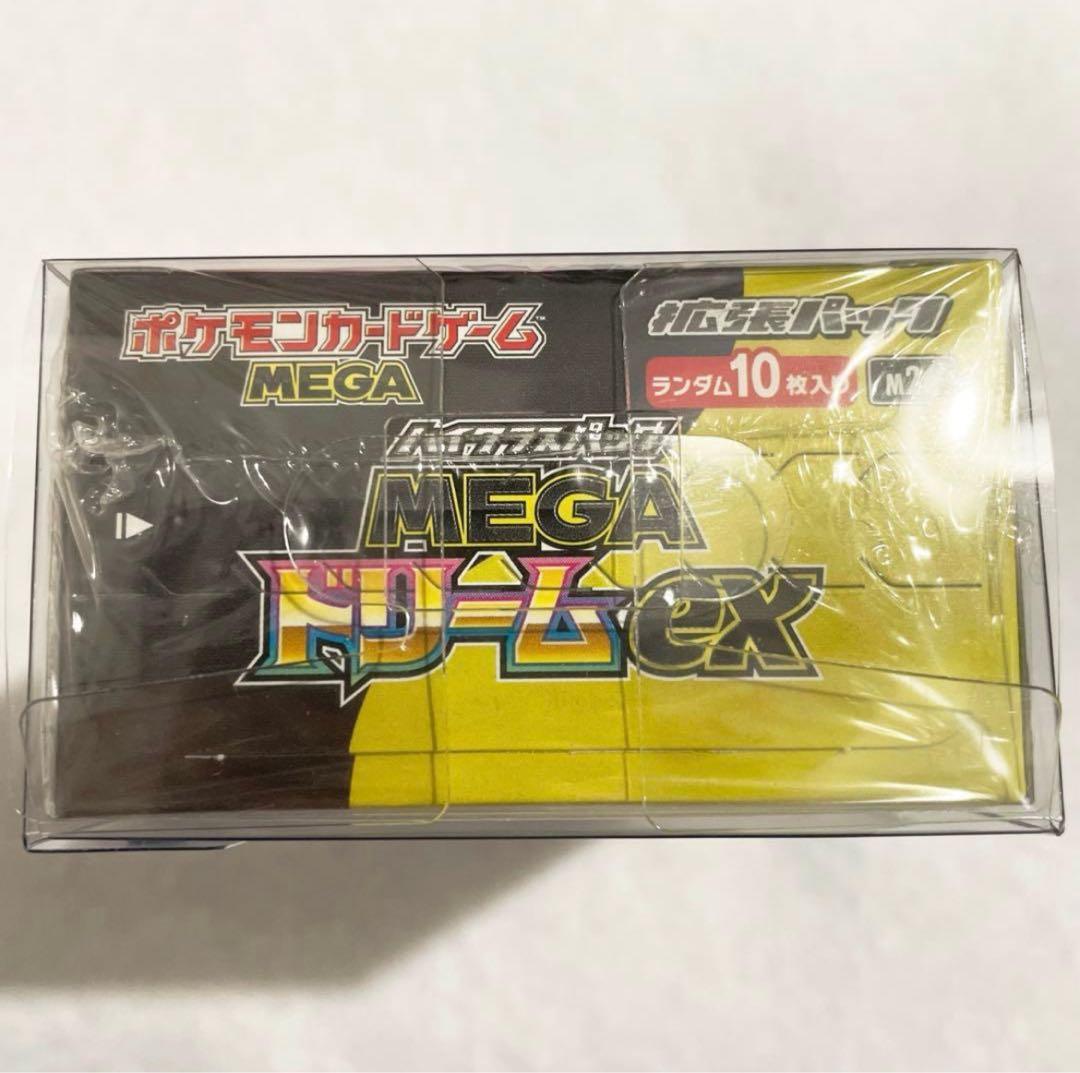 ポケモンカードゲーム
MEGA
拡張パック
ランダム10枚入り
ハイクラスパック
MEGA
ドリームex